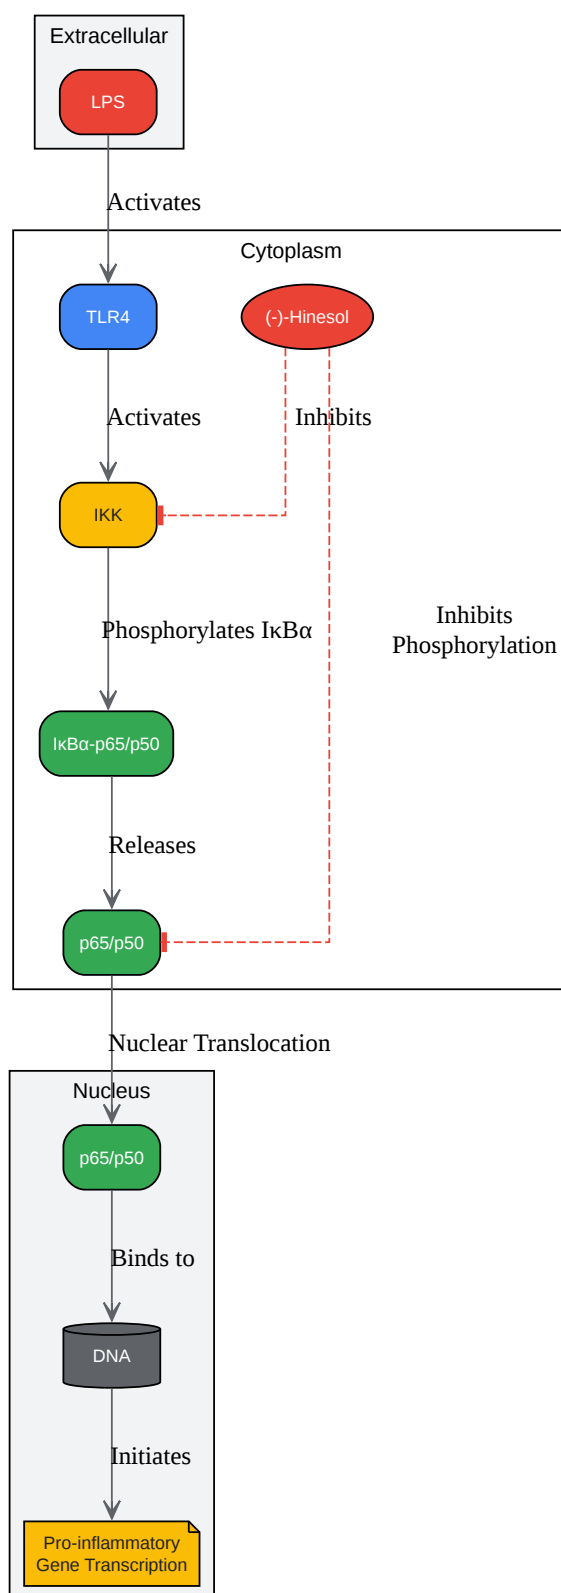 Extracellular
LPS
Activates
Cytoplasm
TLR4
(-)-Hinesol
Activates
Inhibits
IKK
Phosphorylates IκBα
Inhibits
Phosphorylation
IκBα-p65/p50
Releases
p65/p50
Nuclear Translocation
Nucleus
p65/p50
Binds to
DNA
Initiates
Pro-inflammatory
Gene Transcription